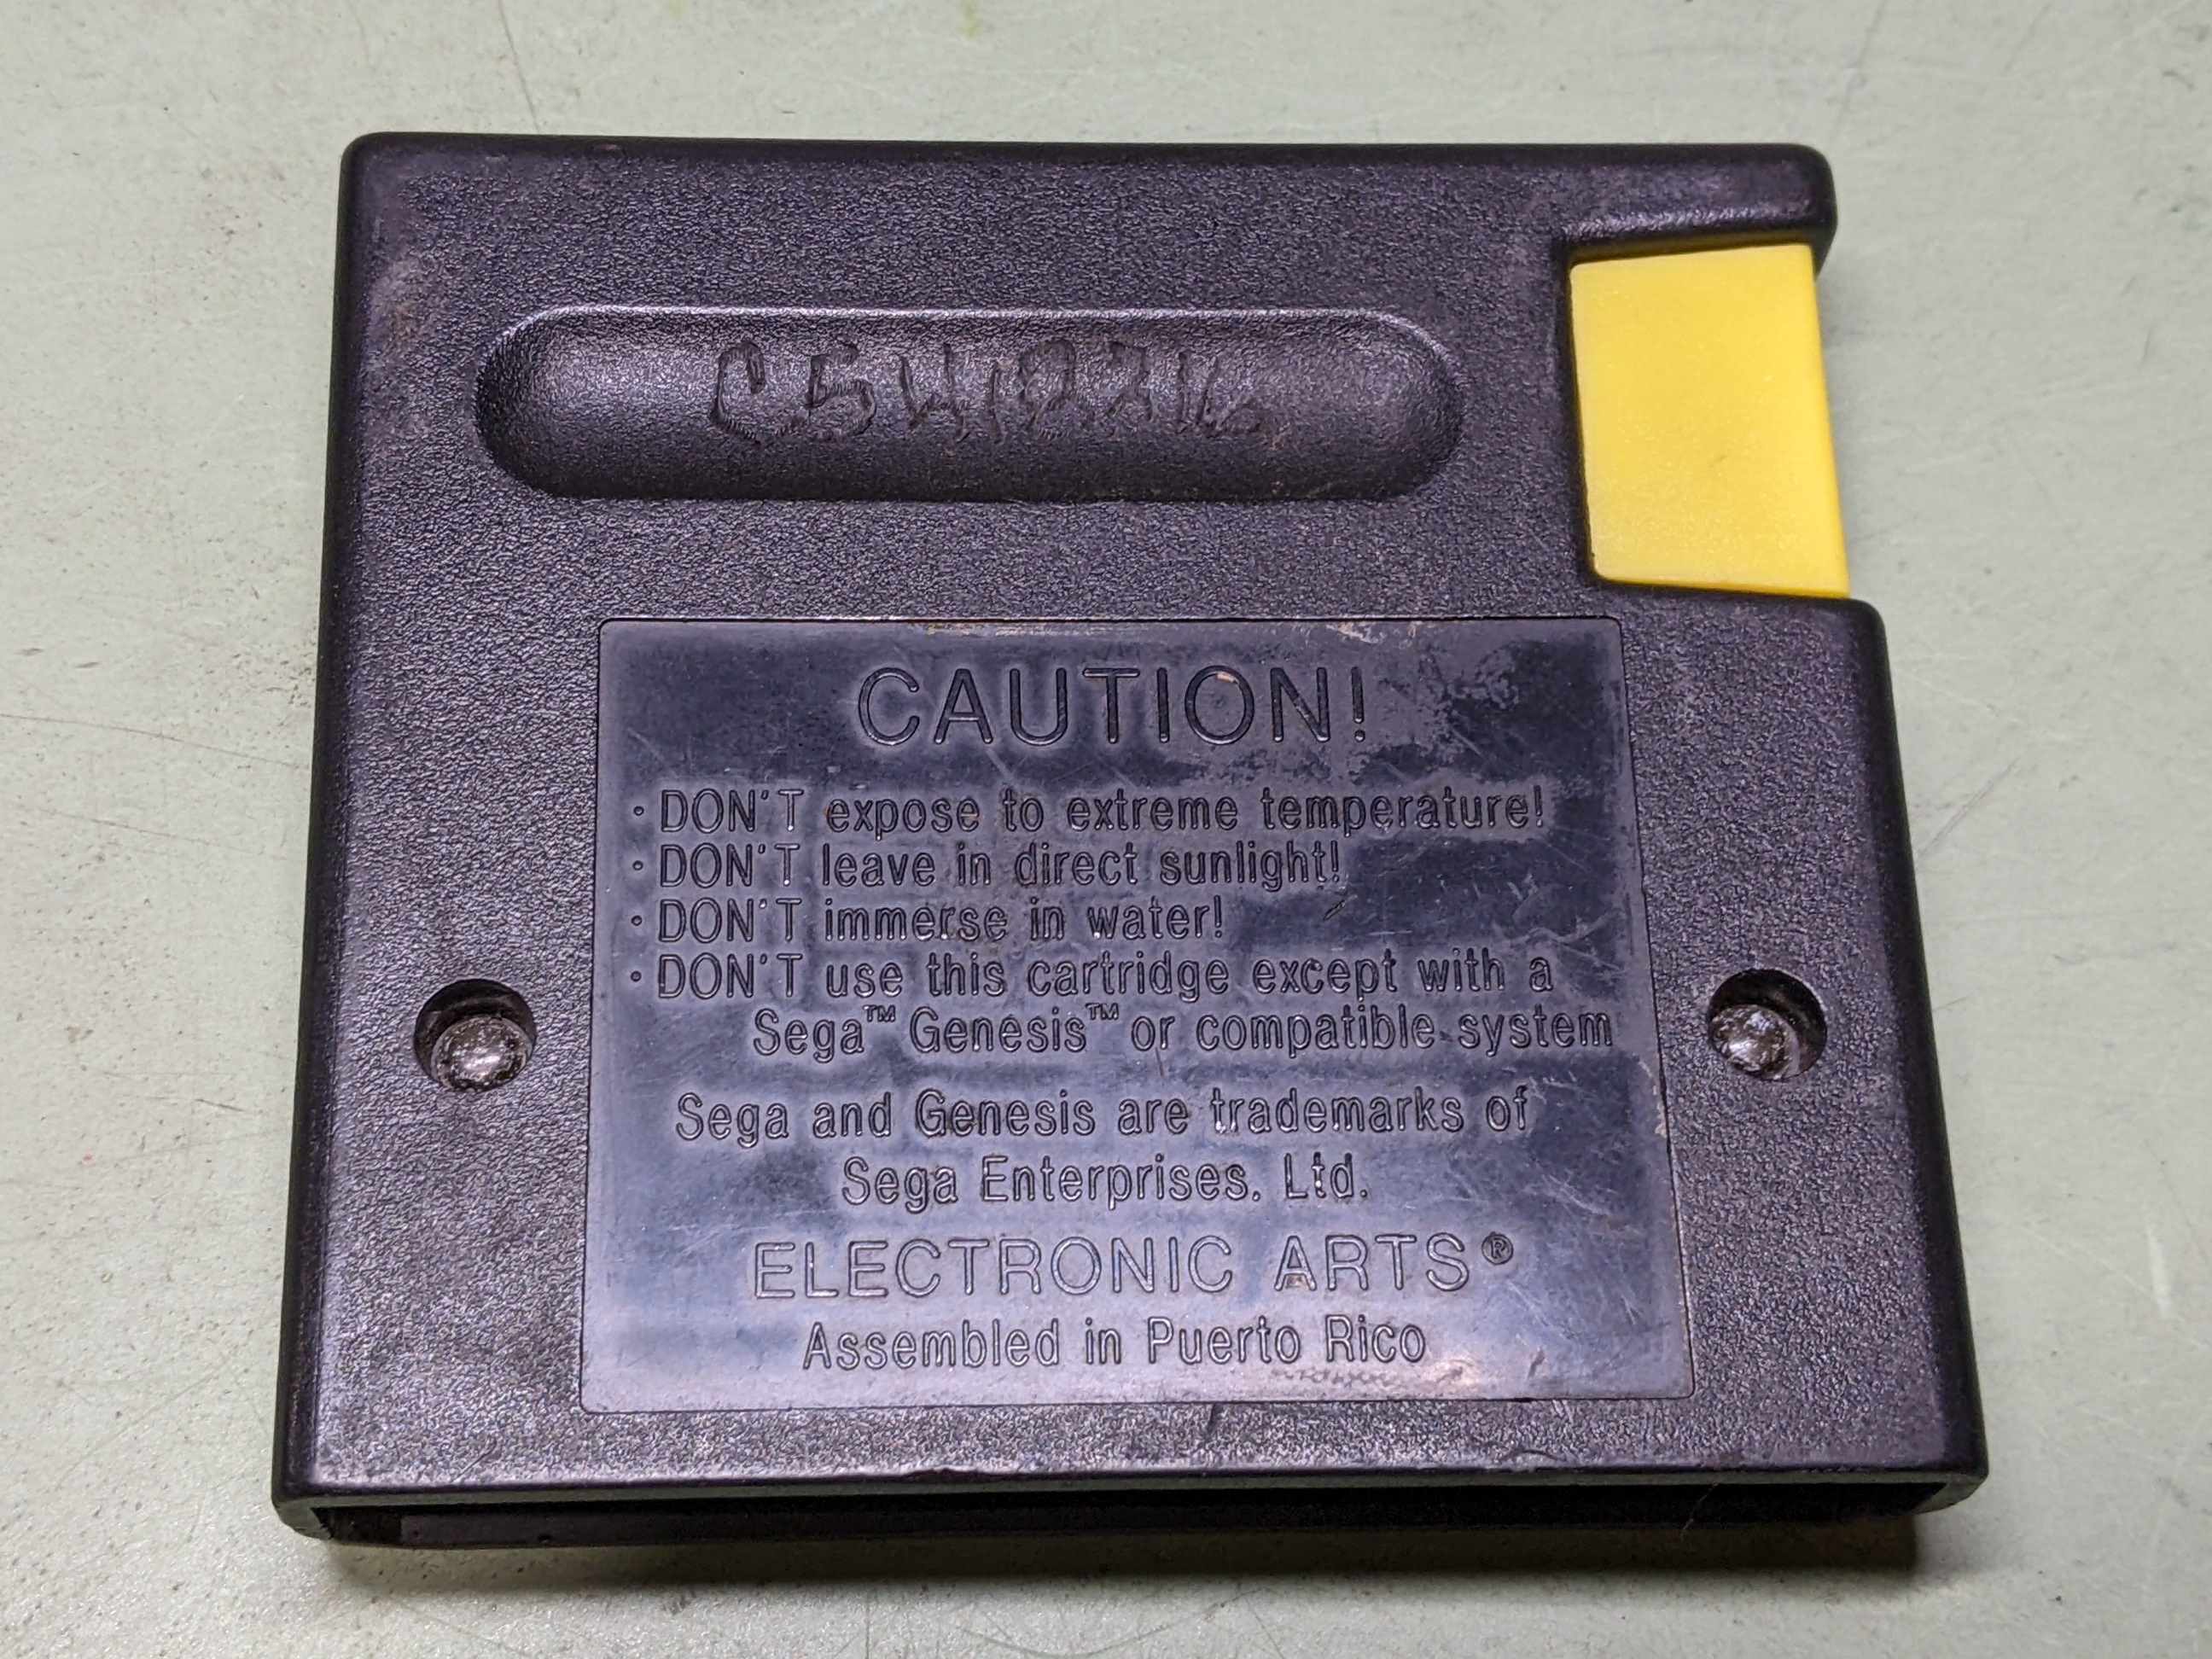 CAUTION!
· DON'T expose to extreme temperature!
· DON'T leave in direct sunlight!
· DON'T immerse in water!
· DON'T use this cartridge except with a
Sega™ Genesis™ or compatible system
Sega and Genesis are trademarks of
Sega Enterprises. Ltd.
ELECTRONIC ARTS®
Assembled in Puerto Rico